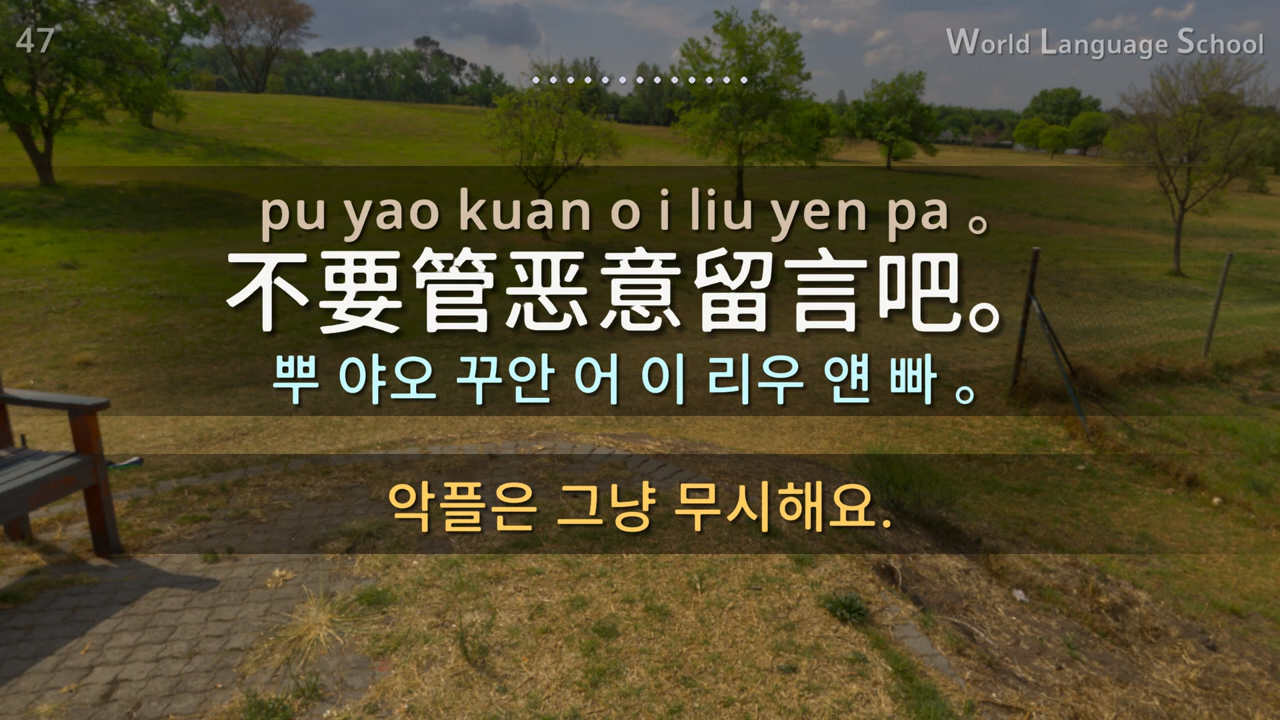 47
World Language School
pu yao kuan o i liu yen pa 。
不要管恶意留言吧。
뿌 야오 꾸안 어 이 리우 얜 빠 。
악플은 그냥 무시해요.